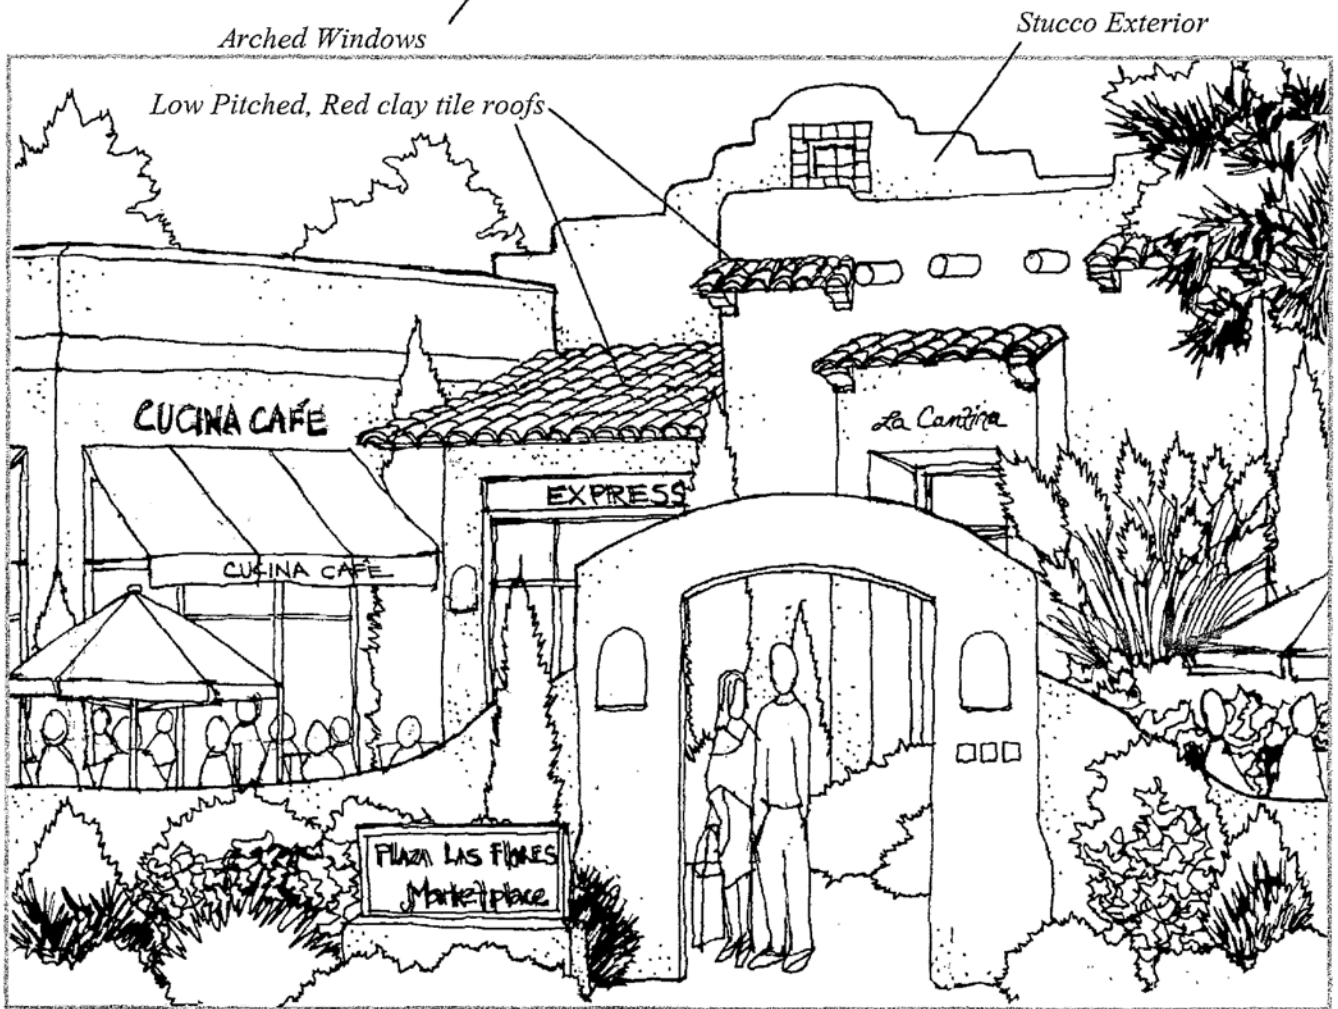 Arched Windows
Stucco Exterior
Low Pitched, Red clay tile roofs
CUCINA CAFE
La Cantina
EXPRESS
CUCINA CAFE
PLAZA LAS FLORES
Marketplace